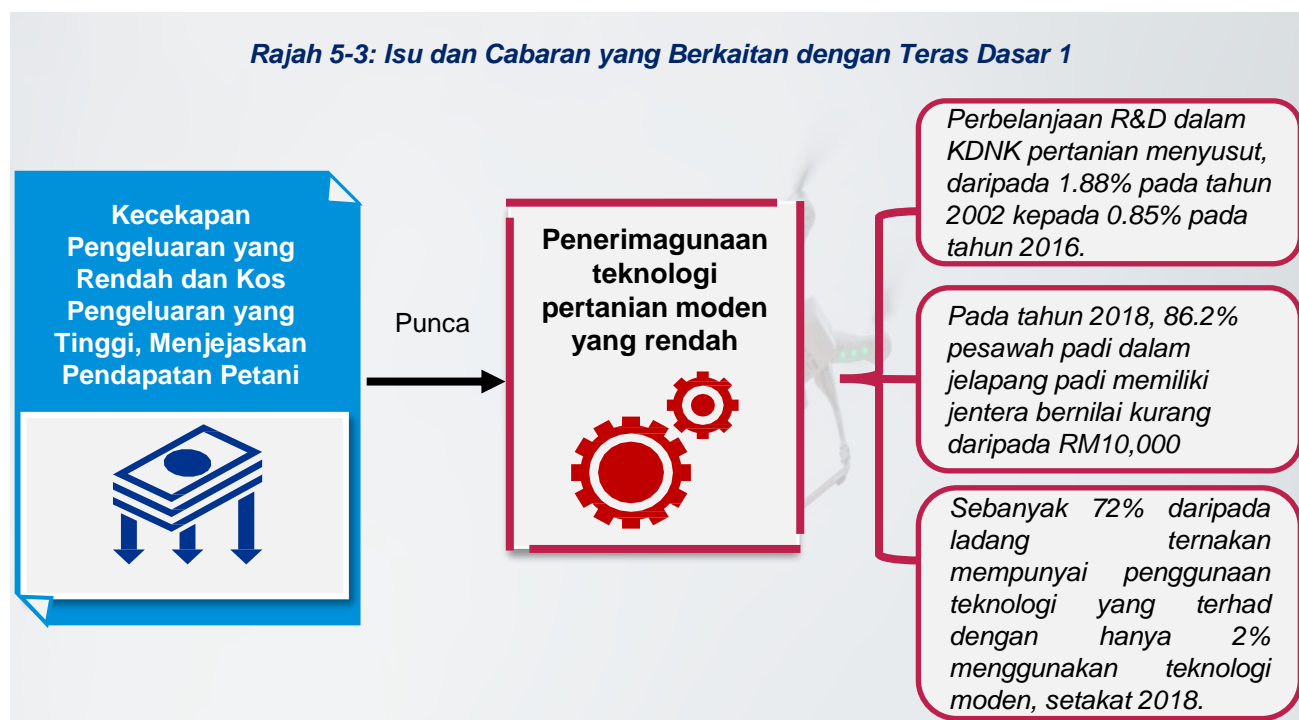 Rajah 5-3: Isu dan Cabaran yang Berkaitan dengan Teras Dasar 1
Kecekapan
Pengeluaran yang
Rendah dan Kos
Pengeluaran yang
Tinggi, Menjejaskan
Pendapatan Petani
Punca
Penerimagunaan
teknologi
pertanian moden
yang rendah
Perbelanjaan R&D dalam
KDNK pertanian menyusut,
daripada 1.88% pada tahun
2002 kepada 0.85% pada
tahun 2016.
Pada tahun 2018, 86.2%
pesawah padi dalam
jelapang padi memiliki
jentera bernilai kurang
daripada RM10,000
Sebanyak 72% daripada
ladang ternakan
mempunyai penggunaan
teknologi yang terhad
dengan hanya 2%
menggunakan teknologi
moden, setakat 2018.